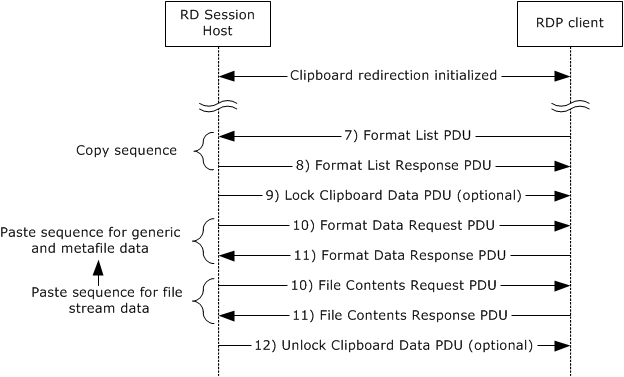 RD Session
Host
RDP client
Clipboard redirection initialized
7) Format List PDU
Copy sequence
8) Format List Response PDU
9) Lock Clipboard Data PDU (optional)
10) Format Data Request PDU
Paste sequence for generic
and metafile data
11) Format Data Response PDU
10) File Contents Request PDU
Paste sequence for file
stream data
11) File Contents Response PDU
12) Unlock Clipboard Data PDU (optional)